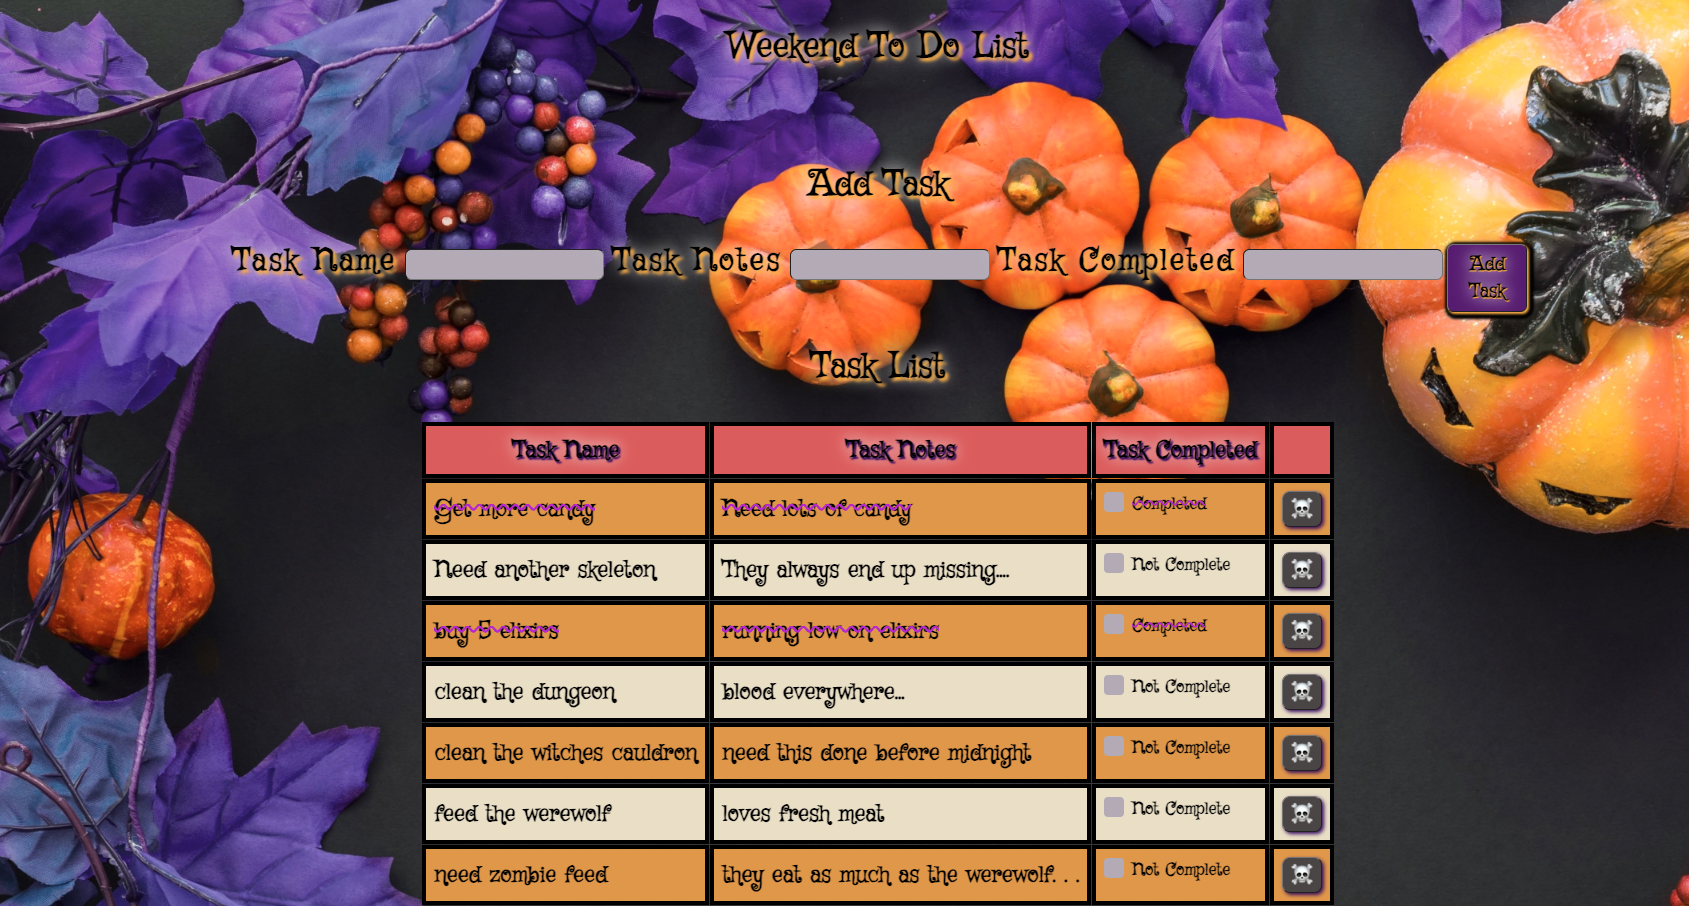 Weekend To Do List
Add Task
Task Name Task Notes Task Completed Add Task
Task List
Task Name Task Notes Task Completed
Get more candy Need lots of candy Completed
Need another skeleton They always end up missing.... Not Complete
buy 5 elixirs running low on elixirs Completed
clean the dungeon blood everywhere... Not Complete
clean the witches cauldron need this done before midnight Not Complete
feed the werewolf loves fresh meat Not Complete
need zombie feed they eat as much as the werewolf. . . Not Complete